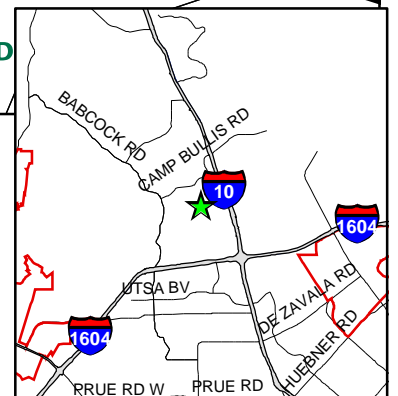 D
BABCOCK RD
CAMP BULLIS RD
10
1604
UTSA BV
DE ZAVALA RD
1604
HUEBNER RD
PRUE RD W
PRUE RD